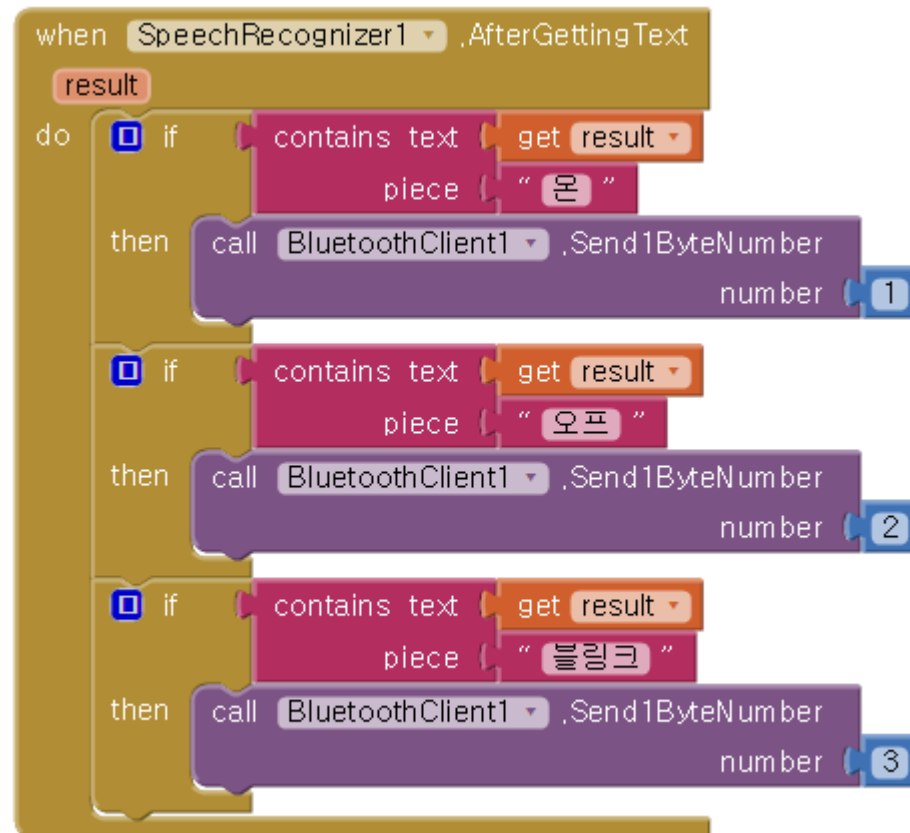 when SpeechRecognizer1 .AfterGettingText
result
do if contains text get result
piece " 온 "
then call BluetoothClient1 .Send1ByteNumber
number 1
if contains text get result
piece " 오프 "
then call BluetoothClient1 .Send1ByteNumber
number 2
if contains text get result
piece " 블링크 "
then call BluetoothClient1 .Send1ByteNumber
number 3